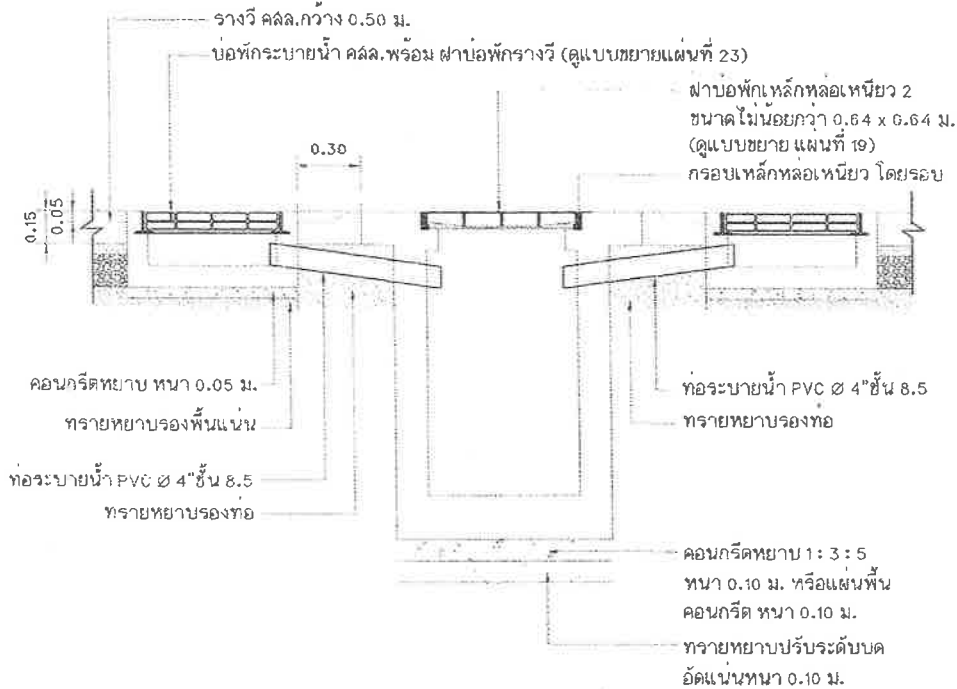 รางวี คสล.กว้าง 0.50 ม.
บ่อพักระบายน้ำ คสล.พร้อม ฝาบ่อพักรางวี (ดูแบบขยายแผ่นที่ 23)
ฝาบ่อพักเหล็กหล่อเหนียว 2
ขนาดไม่น้อยกว่า 0.64 x 0.64 ม.
(ดูแบบขยาย แผ่นที่ 19)
กรอบเหล็กหล่อเหนียว โดยรอบ
0.30
0.15
0.05
คอนกรีตหยาบ หนา 0.05 ม.
ทรายหยาบรองพื้นแน่น
ท่อระบายน้ำ PVC Ø 4"ชั้น 8.5
ทรายหยาบรองท่อ
ท่อระบายน้ำ PVC Ø 4"ชั้น 8.5
ทรายหยาบรองท่อ
คอนกรีตหยาบ 1 : 3 : 5
หนา 0.10 ม. หรือแผ่นพื้น
คอนกรีต หนา 0.10 ม.
ทรายหยาบปรับระดับบด
อัดแน่นหนา 0.10 ม.